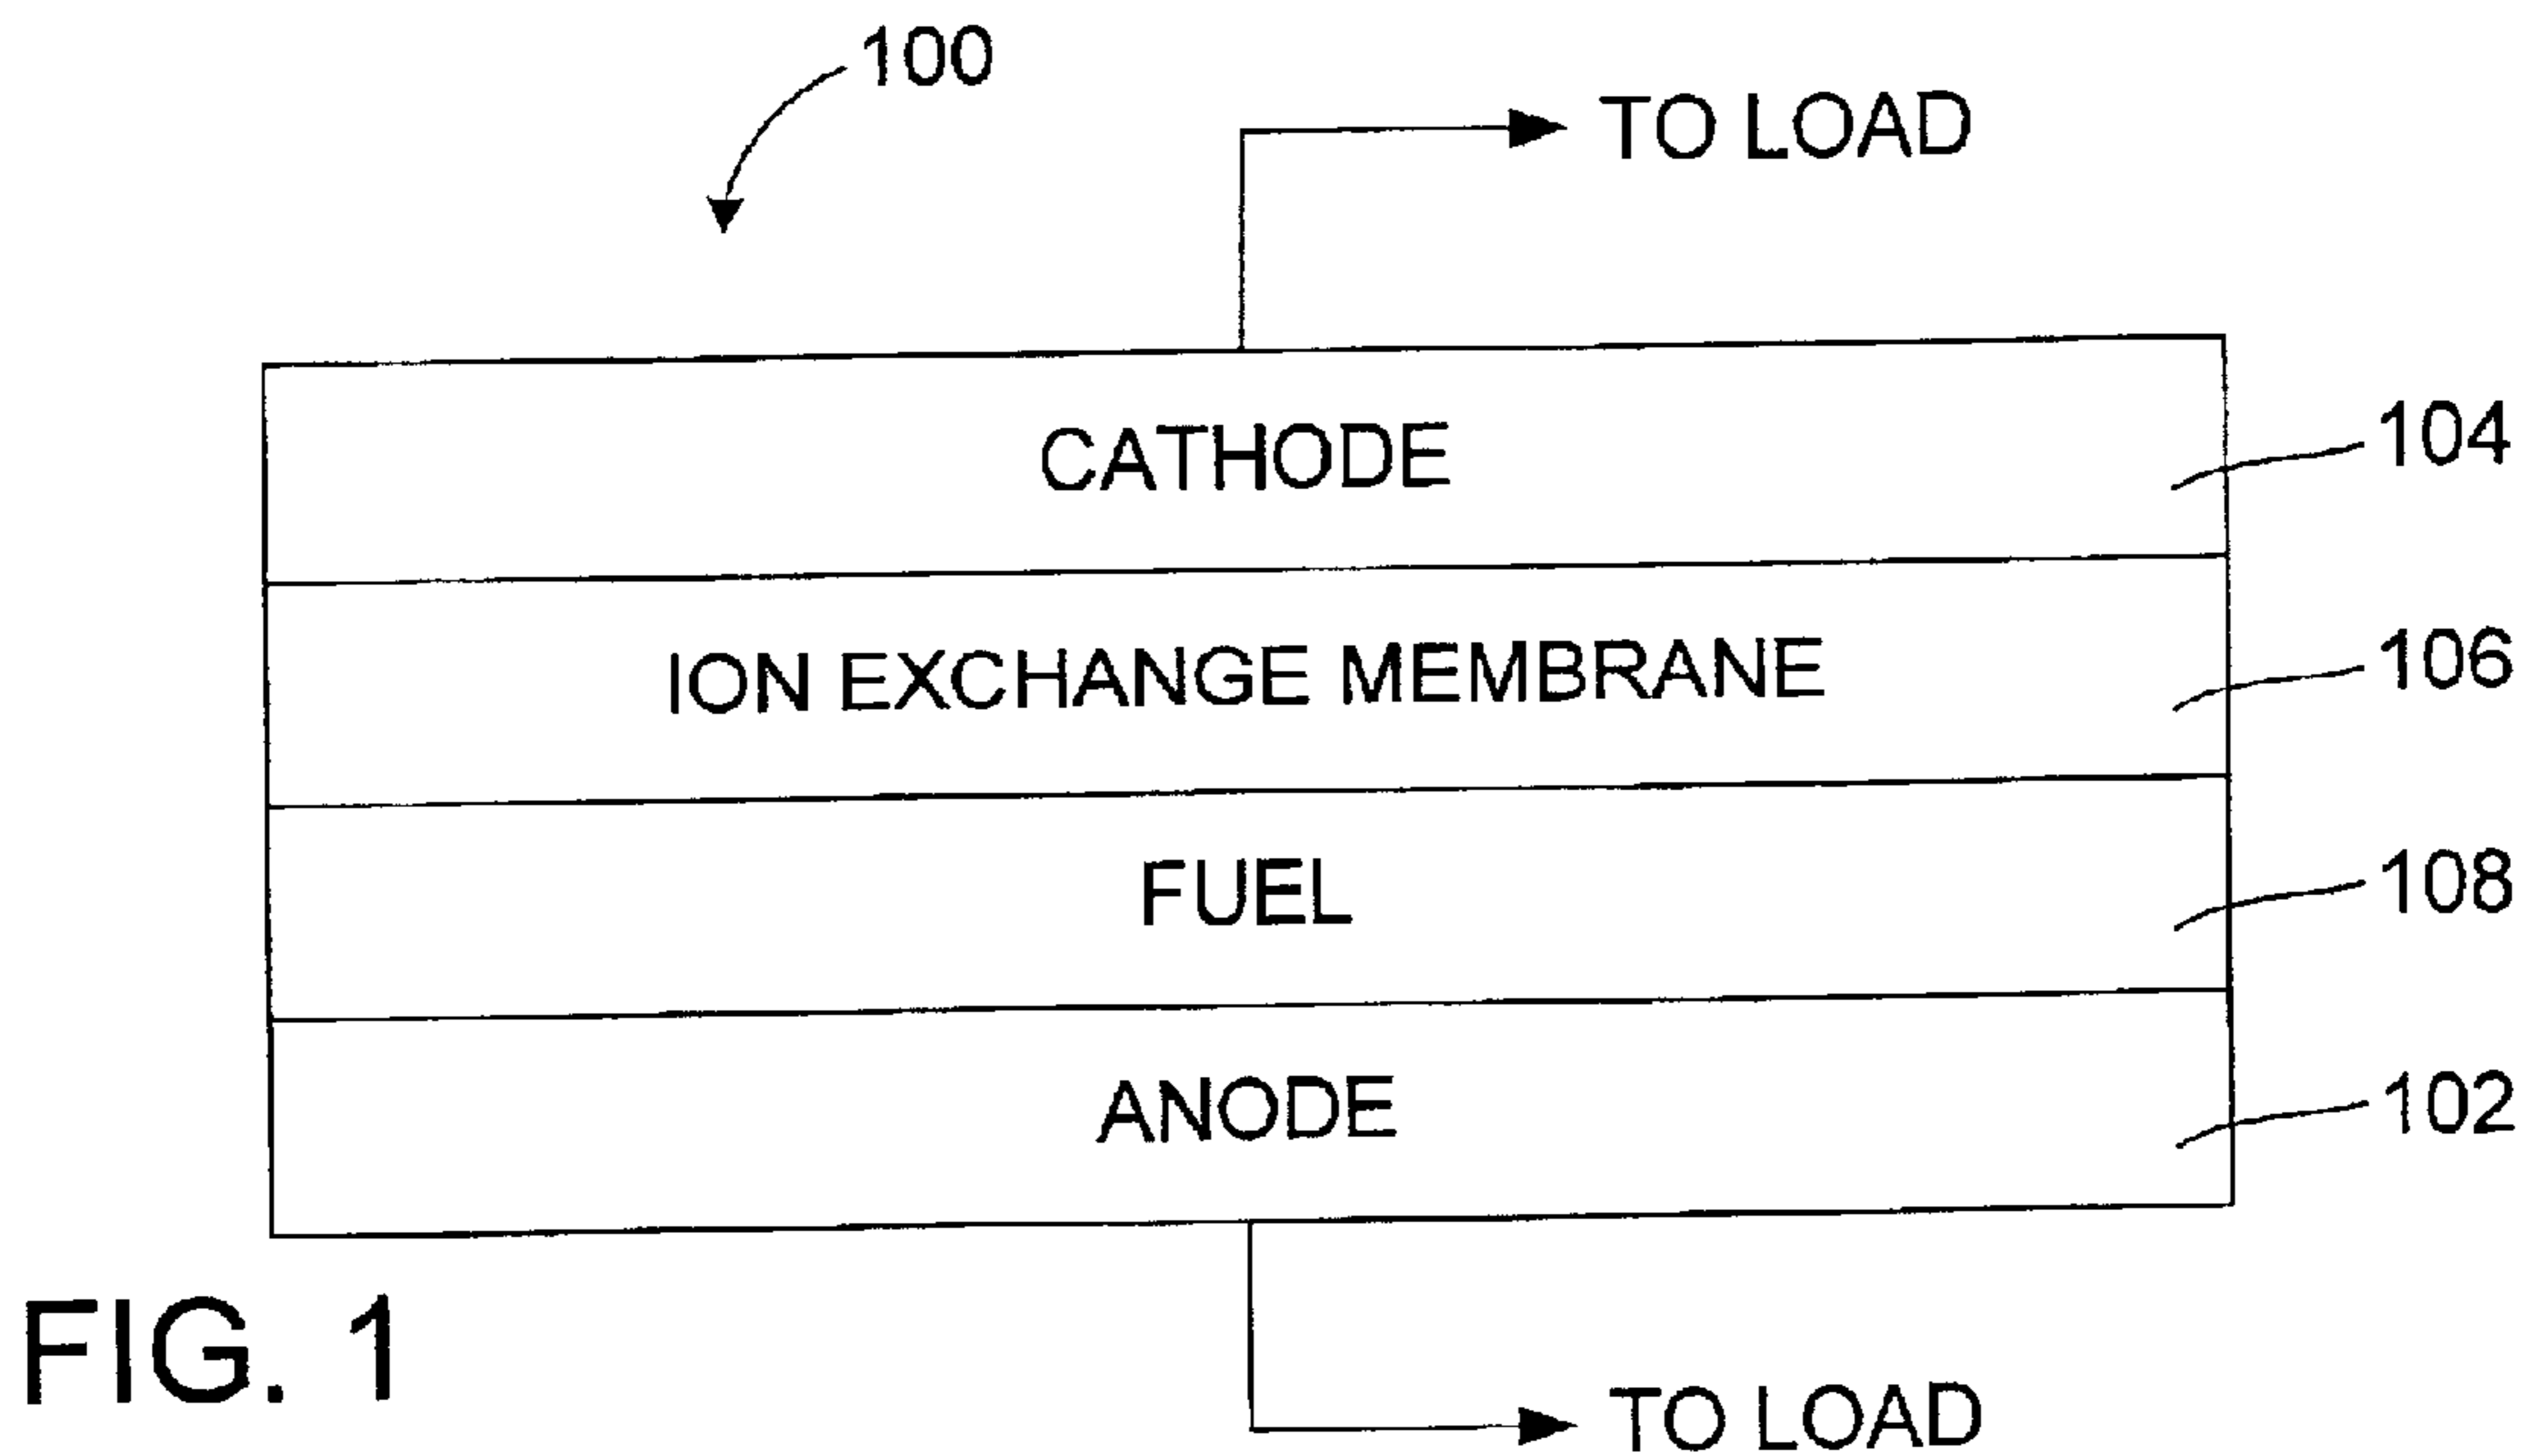 100
TO LOAD
CATHODE
104
ION EXCHANGE MEMBRANE
106
FUEL
108
ANODE
102
FIG. 1
TO LOAD